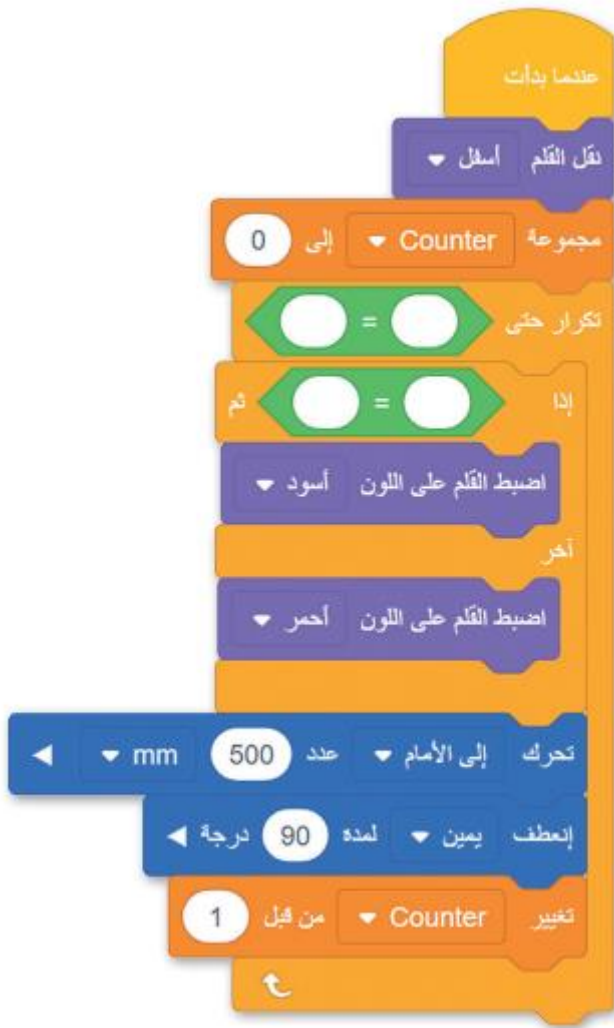 عندما بدأت
نقل القلم أسفل
مجموعة Counter إلى 0
تكرار حتى =
إذا = ثم
اضبط القلم على اللون أسود
آخر
اضبط القلم على اللون أحمر
تحرك إلى الأمام عدد 500 mm
إنعطف يمين لمدة 90 درجة
تغيير Counter من قبل 1